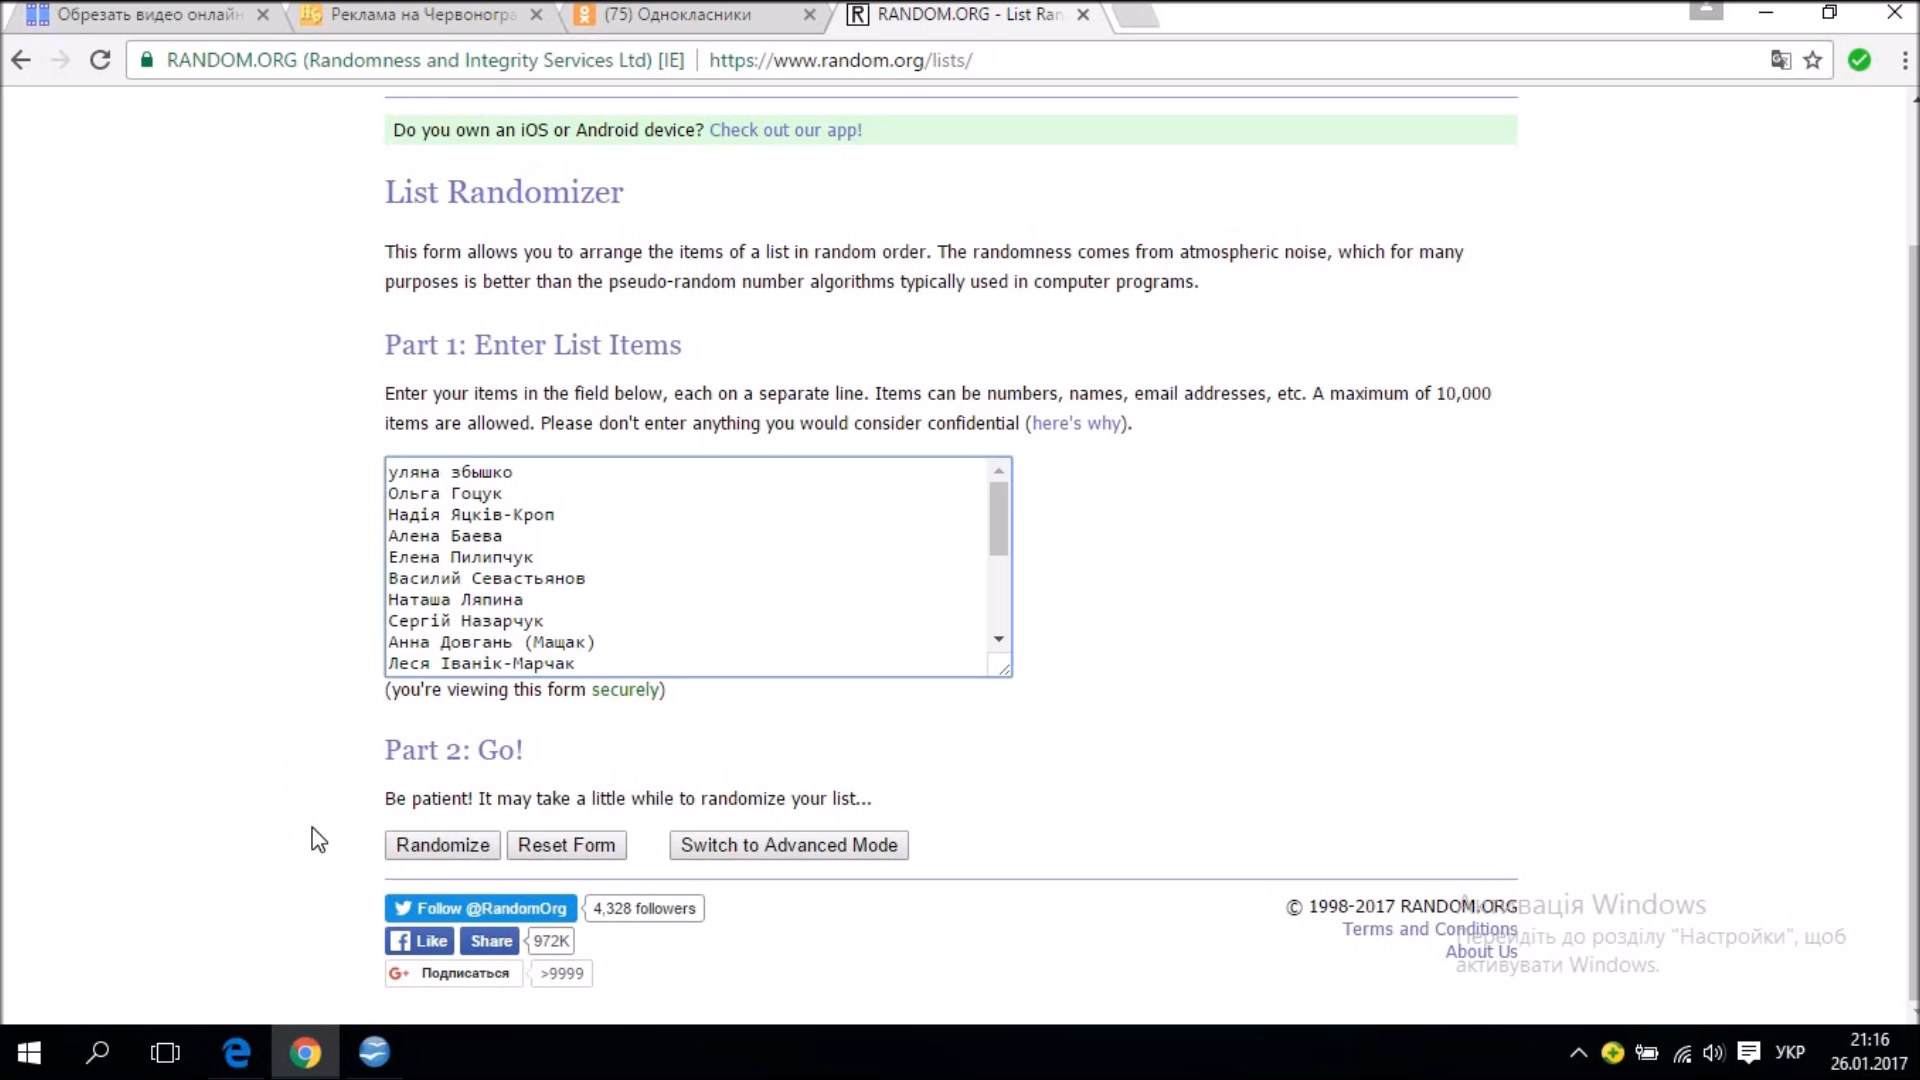 Обрезать видео онлайн
Реклама на Червоногра
(75) Однокласники
RANDOM.ORG - List Ran
RANDOM.ORG (Randomness and Integrity Services Ltd) [IE]
https://www.random.org/lists/
Do you own an iOS or Android device? Check out our app!
List Randomizer
This form allows you to arrange the items of a list in random order. The randomness comes from atmospheric noise, which for many
purposes is better than the pseudo-random number algorithms typically used in computer programs.
Part 1: Enter List Items
Enter your items in the field below, each on a separate line. Items can be numbers, names, email addresses, etc. A maximum of 10,000
items are allowed. Please don't enter anything you would consider confidential (here's why).
уляна збышко
Ольга Гоцук
Надія Яцків-Кроп
Алена Баева
Елена Пилипчук
Василий Севастьянов
Наташа Ляпина
Сергій Назарчук
Анна Довгань (Мащак)
Леся Іванік-Марчак
(you're viewing this form securely)
Part 2: Go!
Be patient! It may take a little while to randomize your list...
Randomize
Reset Form
Switch to Advanced Mode
Follow @RandomOrg
4,328 followers
Like
Share
972K
G+ Подписаться
>9999
© 1998-2017 RANDOM.ORG
Terms and Conditions
About Us
Активація Windows
Перейдіть до розділу "Настройки", щоб
активувати Windows.
УКР
21:16
26.01.2017